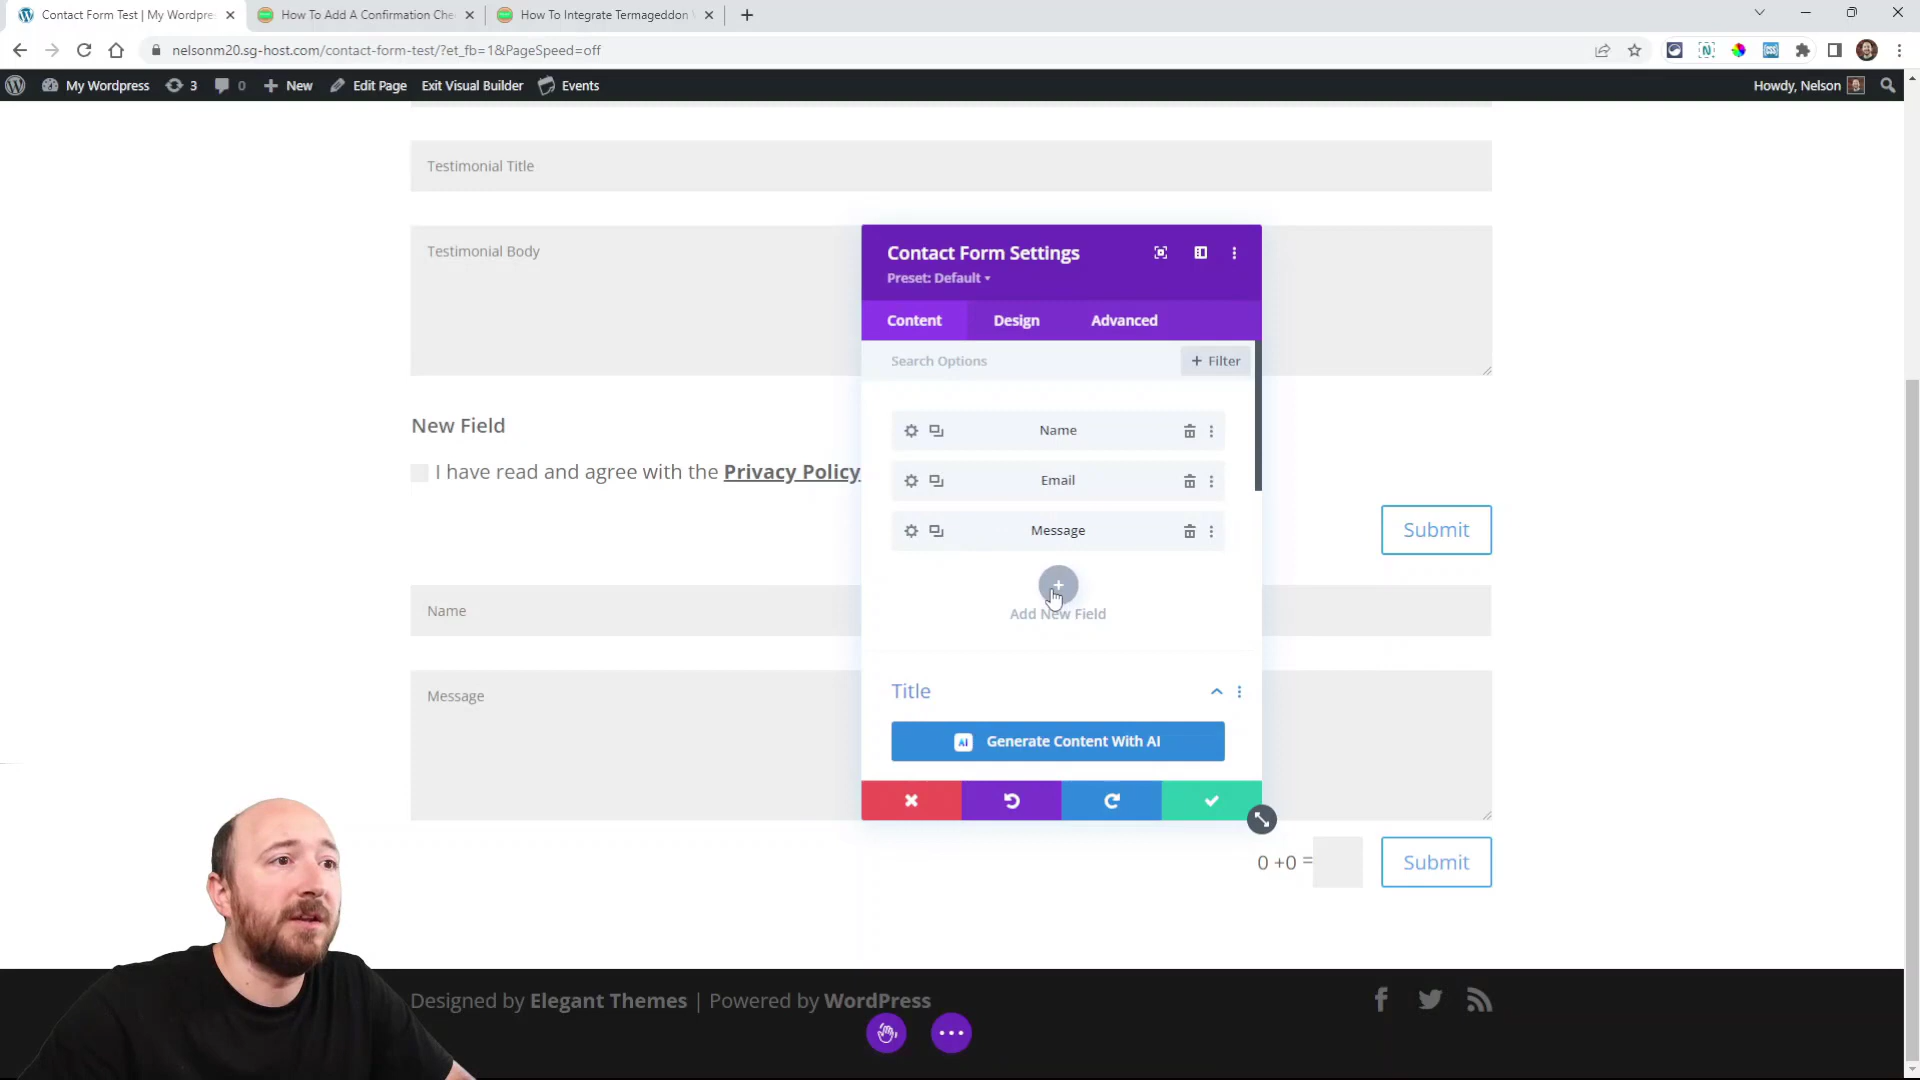 Contact Form Test | My Wordpre
How To Add A Confirmation Che
How To Integrate Termageddon
nelsonm20.sg-host.com/contact-form-test/?et_fb=1&PageSpeed=off
My Wordpress
3
0
New
Edit Page
Exit Visual Builder
Events
Howdy, Nelson
Testimonial Title
Testimonial Body
Contact Form Settings
Preset: Default
Content
Design
Advanced
Search Options
+ Filter
Name
New Field
I have read and agree with the Privacy Policy
Email
Message
Submit
Add New Field
Name
Title
Message
AI Generate Content With AI
0 +0 =
Submit
Designed by Elegant Themes | Powered by WordPress